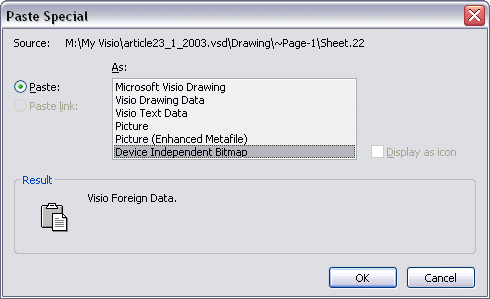 Paste Special
Source: M:\My Visio\article23_1_2003.vsd\Drawing\~Page-1\Sheet.22
As:
Paste:
Paste link:
Microsoft Visio Drawing
Visio Drawing Data
Visio Text Data
Picture
Picture (Enhanced Metafile)
Device Independent Bitmap
Display as icon
Result
Visio Foreign Data.
OK
Cancel